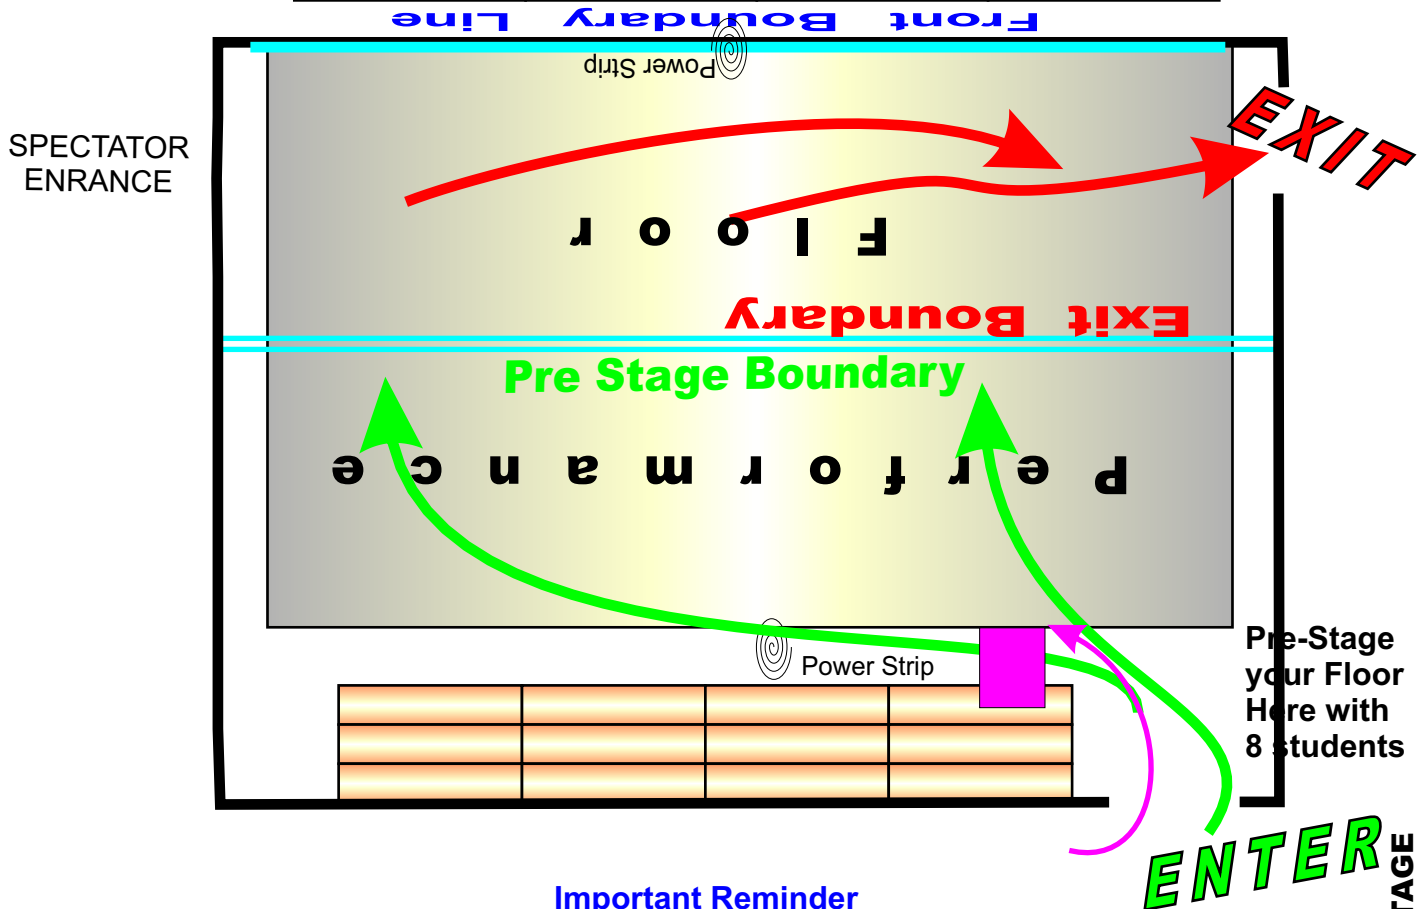 Front Boundary Line
Power Strip
EXIT
SPECTATOR
ENRANCE
Floor
Exit Boundary
Pre Stage Boundary
Performance
Power Strip
Pre-Stage
your Floor
Here with
8 students
ENTER
TAGE
Important Reminder